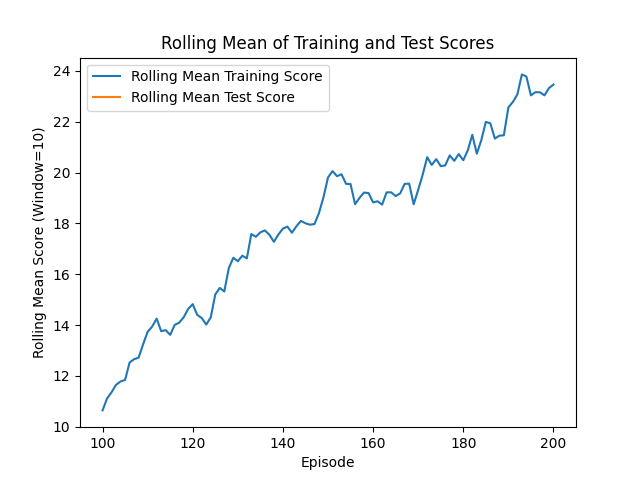 Rolling Mean of Training and Test Scores
Rolling Mean Training Score
Rolling Mean Test Score
Rolling Mean Score (Window=10)
24
22
20
18
16
14
12
10
100
120
140
160
180
200
Episode